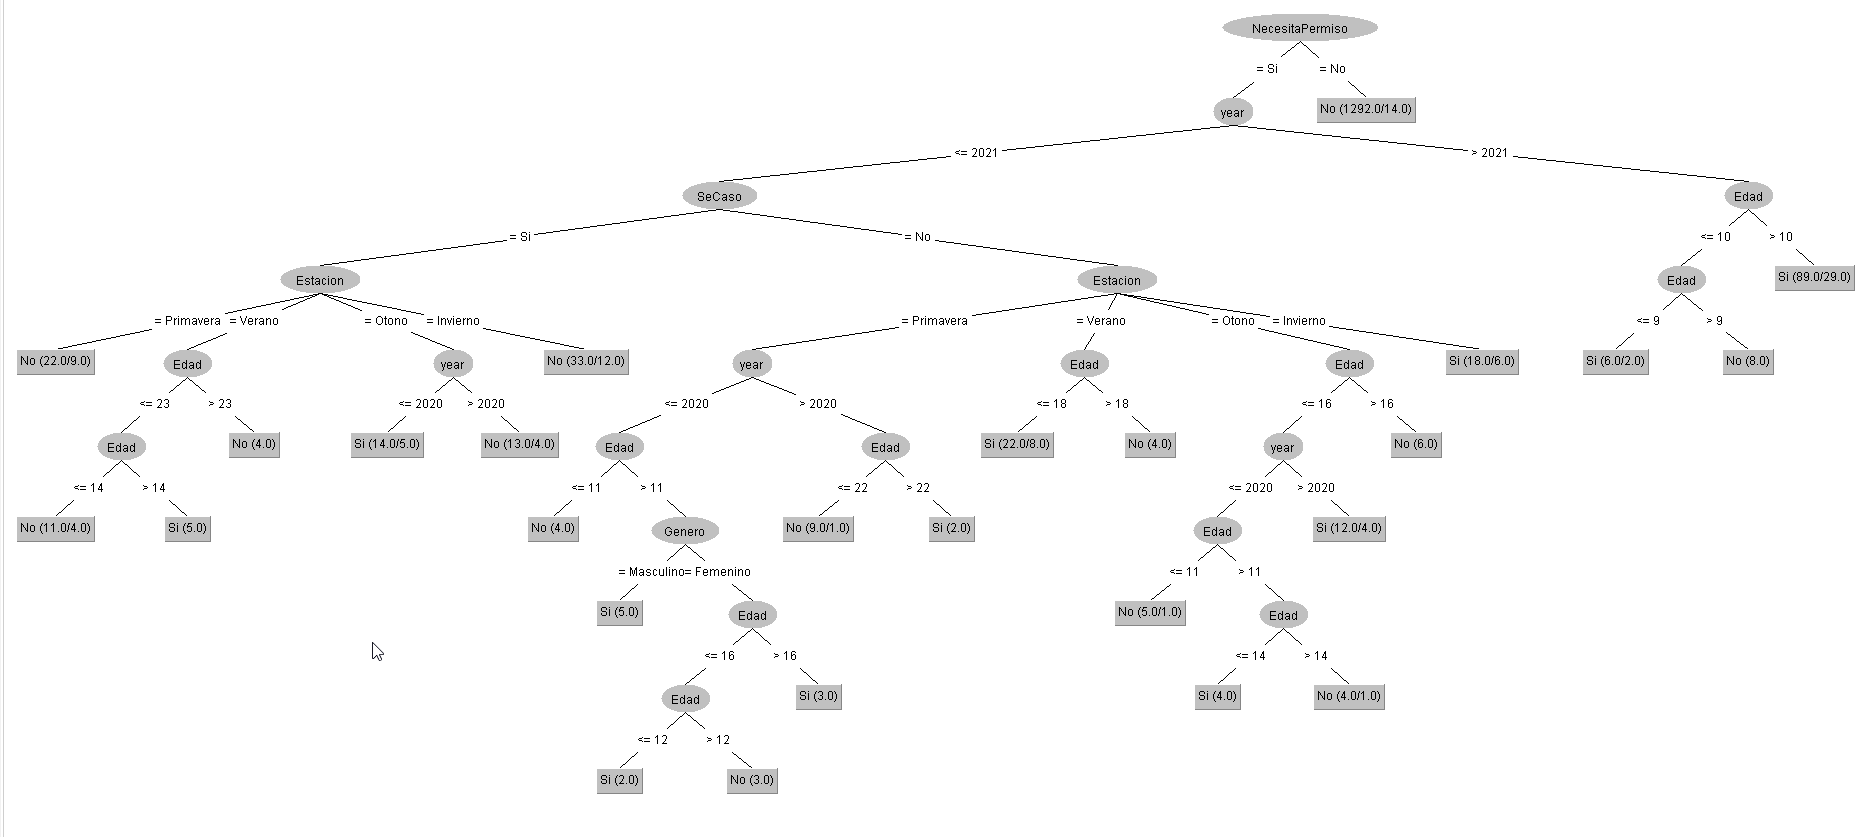 NecesitaPermiso
= Si
= No
year
No (1292.0/14.0)
<= 2021
> 2021
SeCaso
Edad
= Si
= No
<= 10
> 10
Estacion
Estacion
Edad
Si (89.0/29.0)
= Primavera
= Verano
= Otono
= Invierno
= Primavera
= Verano
= Otono
= Invierno
<= 9
> 9
No (22.0/9.0)
Edad
year
No (33.0/12.0)
year
Edad
Edad
Si (18.0/6.0)
Si (6.0/2.0)
No (8.0)
<= 23
> 23
<= 2020
> 2020
<= 2020
> 2020
<= 18
> 18
<= 16
> 16
Edad
No (4.0)
Si (14.0/5.0)
No (13.0/4.0)
Edad
Edad
Si (22.0/8.0)
No (4.0)
year
No (6.0)
<= 14
> 14
<= 11
> 11
<= 22
> 22
<= 2020
> 2020
No (11.0/4.0)
Si (5.0)
No (4.0)
Genero
No (9.0/1.0)
Si (2.0)
Edad
Si (12.0/4.0)
= Masculino
= Femenino
<= 11
> 11
Si (5.0)
Edad
No (5.0/1.0)
Edad
<= 16
> 16
<= 14
> 14
Edad
Si (3.0)
Si (4.0)
No (4.0/1.0)
<= 12
> 12
Si (2.0)
No (3.0)